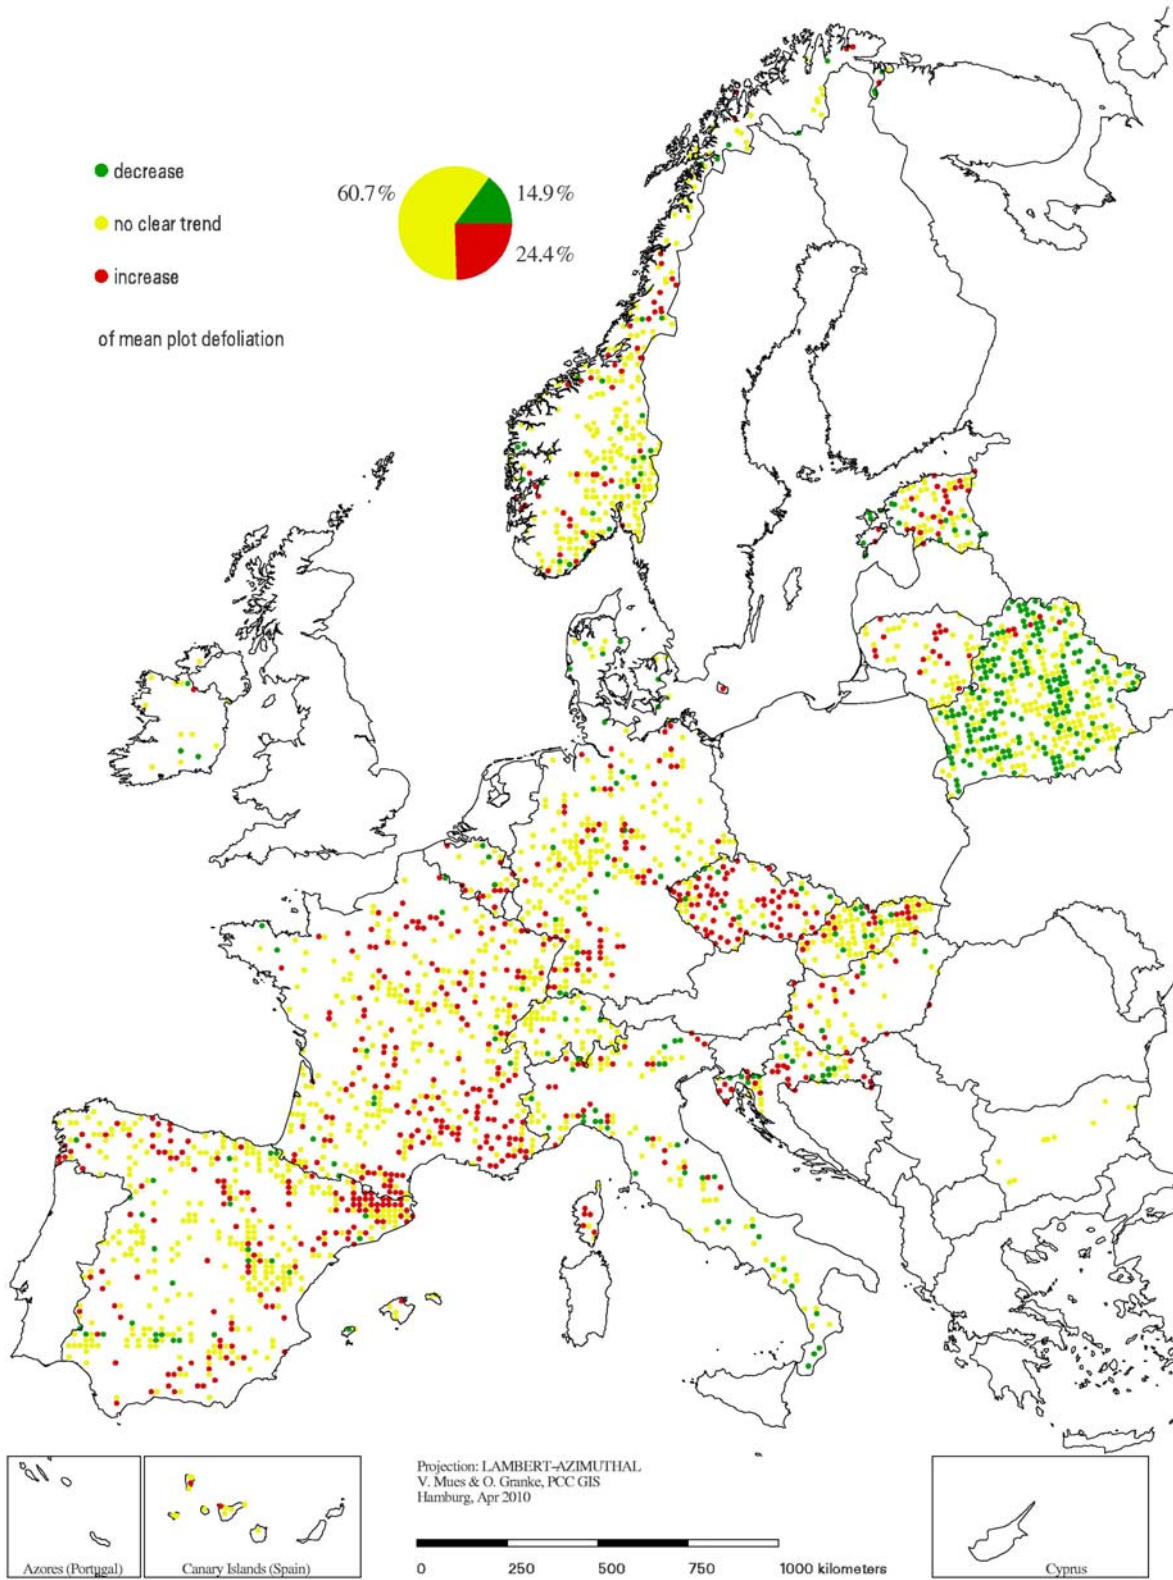 decrease
60.7%
14.9%
no clear trend
24.4%
increase
of mean plot defoliation
Projection: LAMBERT-AZIMUTHAL
V. Mues & O. Granke, PCC GIS
Hamburg, Apr 2010
0 250 500 750 1000 kilometers
Azores (Portugal)
Canary Islands (Spain)
Cyprus